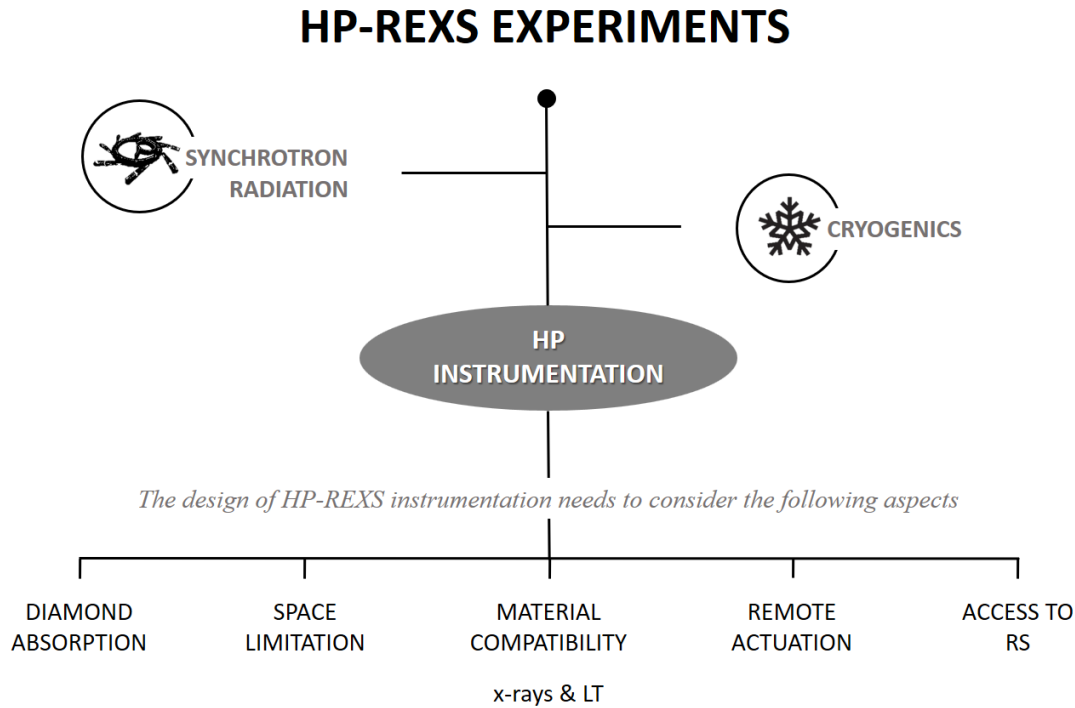 HP-REXS EXPERIMENTS
SYNCHROTRON
RADIATION
CRYOGENICS
HP
INSTRUMENTATION
The design of HP-REXS instrumentation needs to consider the following aspects
DIAMOND
ABSORPTION
SPACE
LIMITATION
MATERIAL
COMPATIBILITY
x-rays & LT
REMOTE
ACTUATION
ACCESS TO
RS